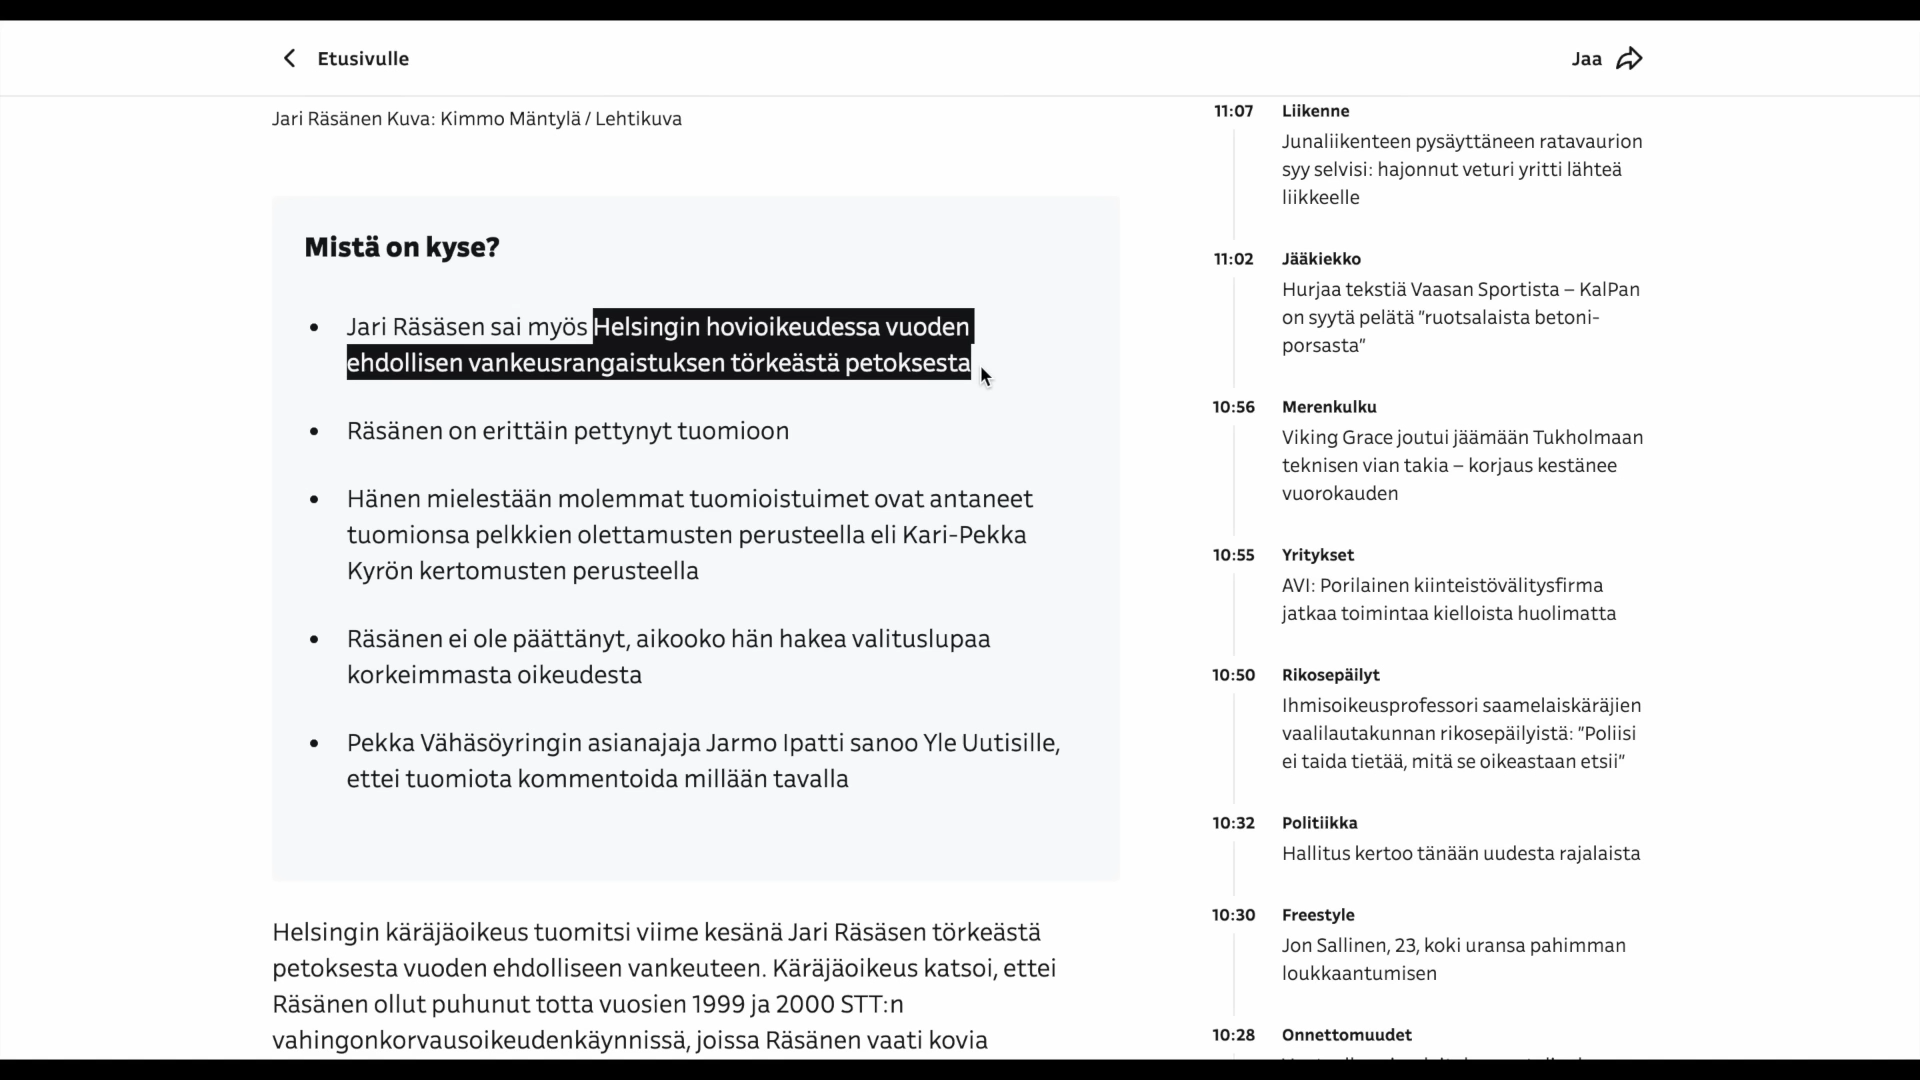 Etusivulle
Jaa
Jari Räsänen Kuva: Kimmo Mäntylä / Lehtikuva
Mistä on kyse?
• Jari Räsäsen sai myös Helsingin hovioikeudessa vuoden
ehdollisen vankeusrangaistuksen törkeästä petoksesta
• Räsänen on erittäin pettynyt tuomioon
• Hänen mielestään molemmat tuomioistuimet ovat antaneet
tuomionsa pelkkien olettamusten perusteella eli Kari-Pekka
Kyrön kertomusten perusteella
• Räsänen ei ole päättänyt, aikooko hän hakea valituslupaa
korkeimmasta oikeudesta
• Pekka Vähäsöyringin asianajaja Jarmo Ipatti sanoo Yle Uutisille,
ettei tuomiota kommentoida millään tavalla
Helsingin käräjäoikeus tuomitsi viime kesänä Jari Räsäsen törkeästä
petoksesta vuoden ehdolliseen vankeuteen. Käräjäoikeus katsoi, ettei
Räsänen ollut puhunut totta vuosien 1999 ja 2000 STT:n
vahingonkorvausoikeudenkäynnissä, joissa Räsänen vaati kovia
11:07 Liikenne
Junaliikenteen pysäyttäneen ratavaurion
syy selvisi: hajonnut veturi yritti lähteä
liikkeelle
11:02 Jääkiekko
Hurjaa tekstiä Vaasan Sportista – KalPan
on syytä pelätä ”ruotsalaista betoni-
porsasta”
10:56 Merenkulku
Viking Grace joutui jäämään Tukholmaan
teknisen vian takia – korjaus kestänee
vuorokauden
10:55 Yritykset
AVI: Porilainen kiinteistövälitysfirma
jatkaa toimintaa kielloista huolimatta
10:50 Rikosepäilyt
Ihmisoikeusprofessori saamelaiskäräjien
vaalilautakunnan rikosepäilyistä: ”Poliisi
ei taida tietää, mitä se oikeastaan etsii”
10:32 Politiikka
Hallitus kertoo tänään uudesta rajalaista
10:30 Freestyle
Jon Sallinen, 23, koki uransa pahimman
loukkaantumisen
10:28 Onnettomuudet